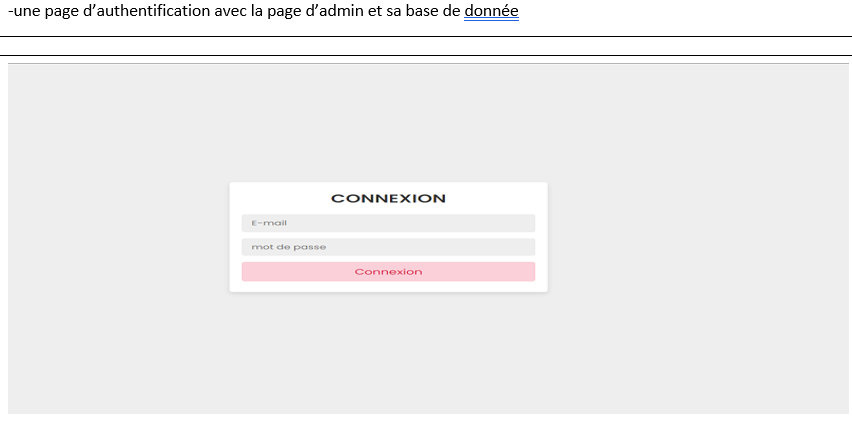 -une page d’authentification avec la page d’admin et sa base de donnée
CONNEXION
E-mail
mot de passe
Connexion